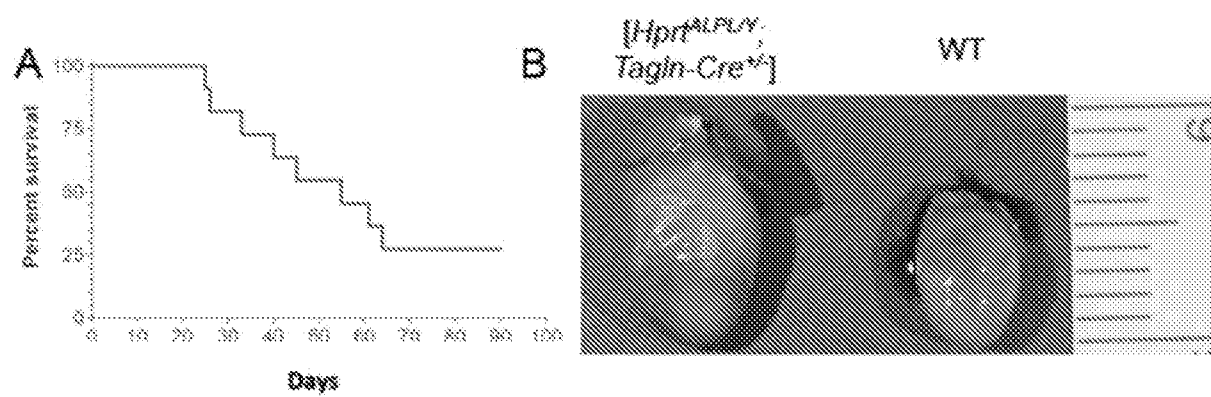 A
Percent survival
100
75
50
25
0
0 10 20 30 40 50 60 70 80 90 100
Days
B
[Hprt^ALPL/Y;
Tagln-Cre^+/-]
WT